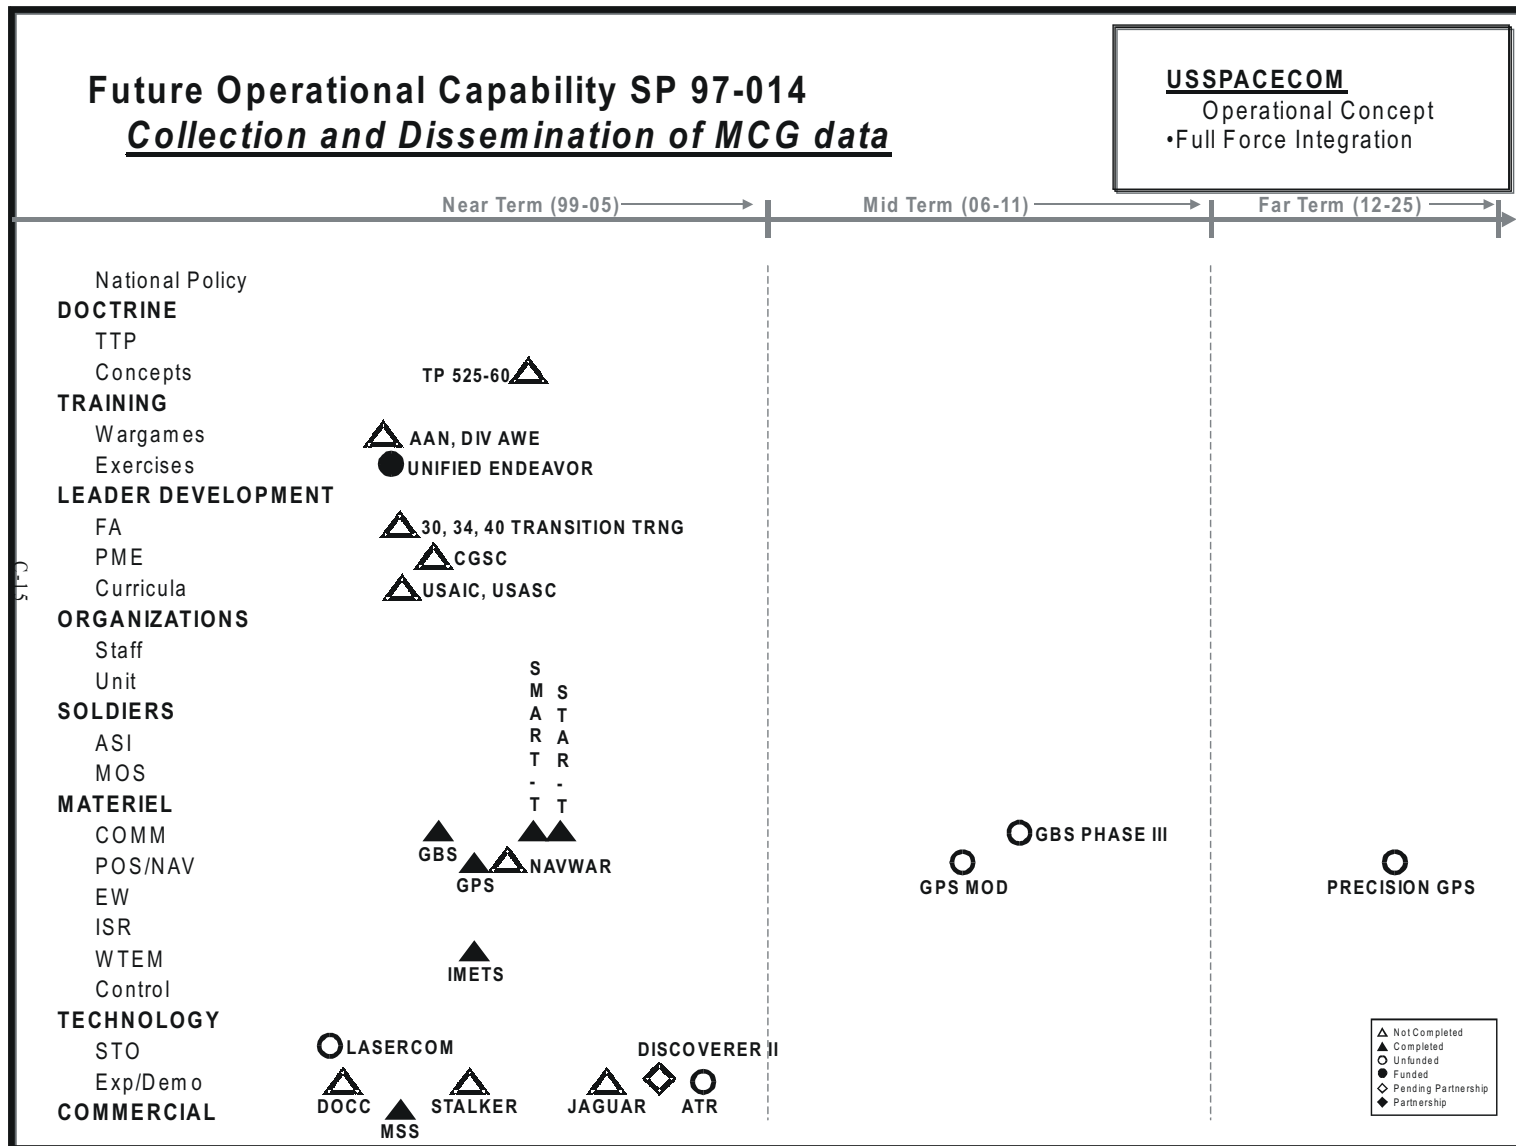 Future Operational Capability SP 97-014
Collection and Dissemination of MCG data
USSPACECOM
Operational Concept
•Full Force Integration
Near Term (99-05)
Mid Term (06-11)
Far Term (12-25)
National Policy
DOCTRINE
TTP
Concepts
TP 525-60
TRAINING
Wargames
AAN, DIV AWE
Exercises
UNIFIED ENDEAVOR
LEADER DEVELOPMENT
FA
30, 34, 40 TRANSITION TRNG
PME
CGSC
Curricula
USAIC, USASC
C-15
ORGANIZATIONS
Staff
Unit
SMART-T
STAR-T
SOLDIERS
ASI
MOS
MATERIEL
COMM
GBS
GBS PHASE III
POS/NAV
GPS
NAVWAR
GPS MOD
PRECISION GPS
EW
ISR
WTEM
IMETS
Control
TECHNOLOGY
STO
LASERCOM
DISCOVERER II
Exp/Demo
DOCC
STALKER
JAGUAR
ATR
COMMERCIAL
MSS
Not Completed
Completed
Unfunded
Funded
Pending Partnership
Partnership